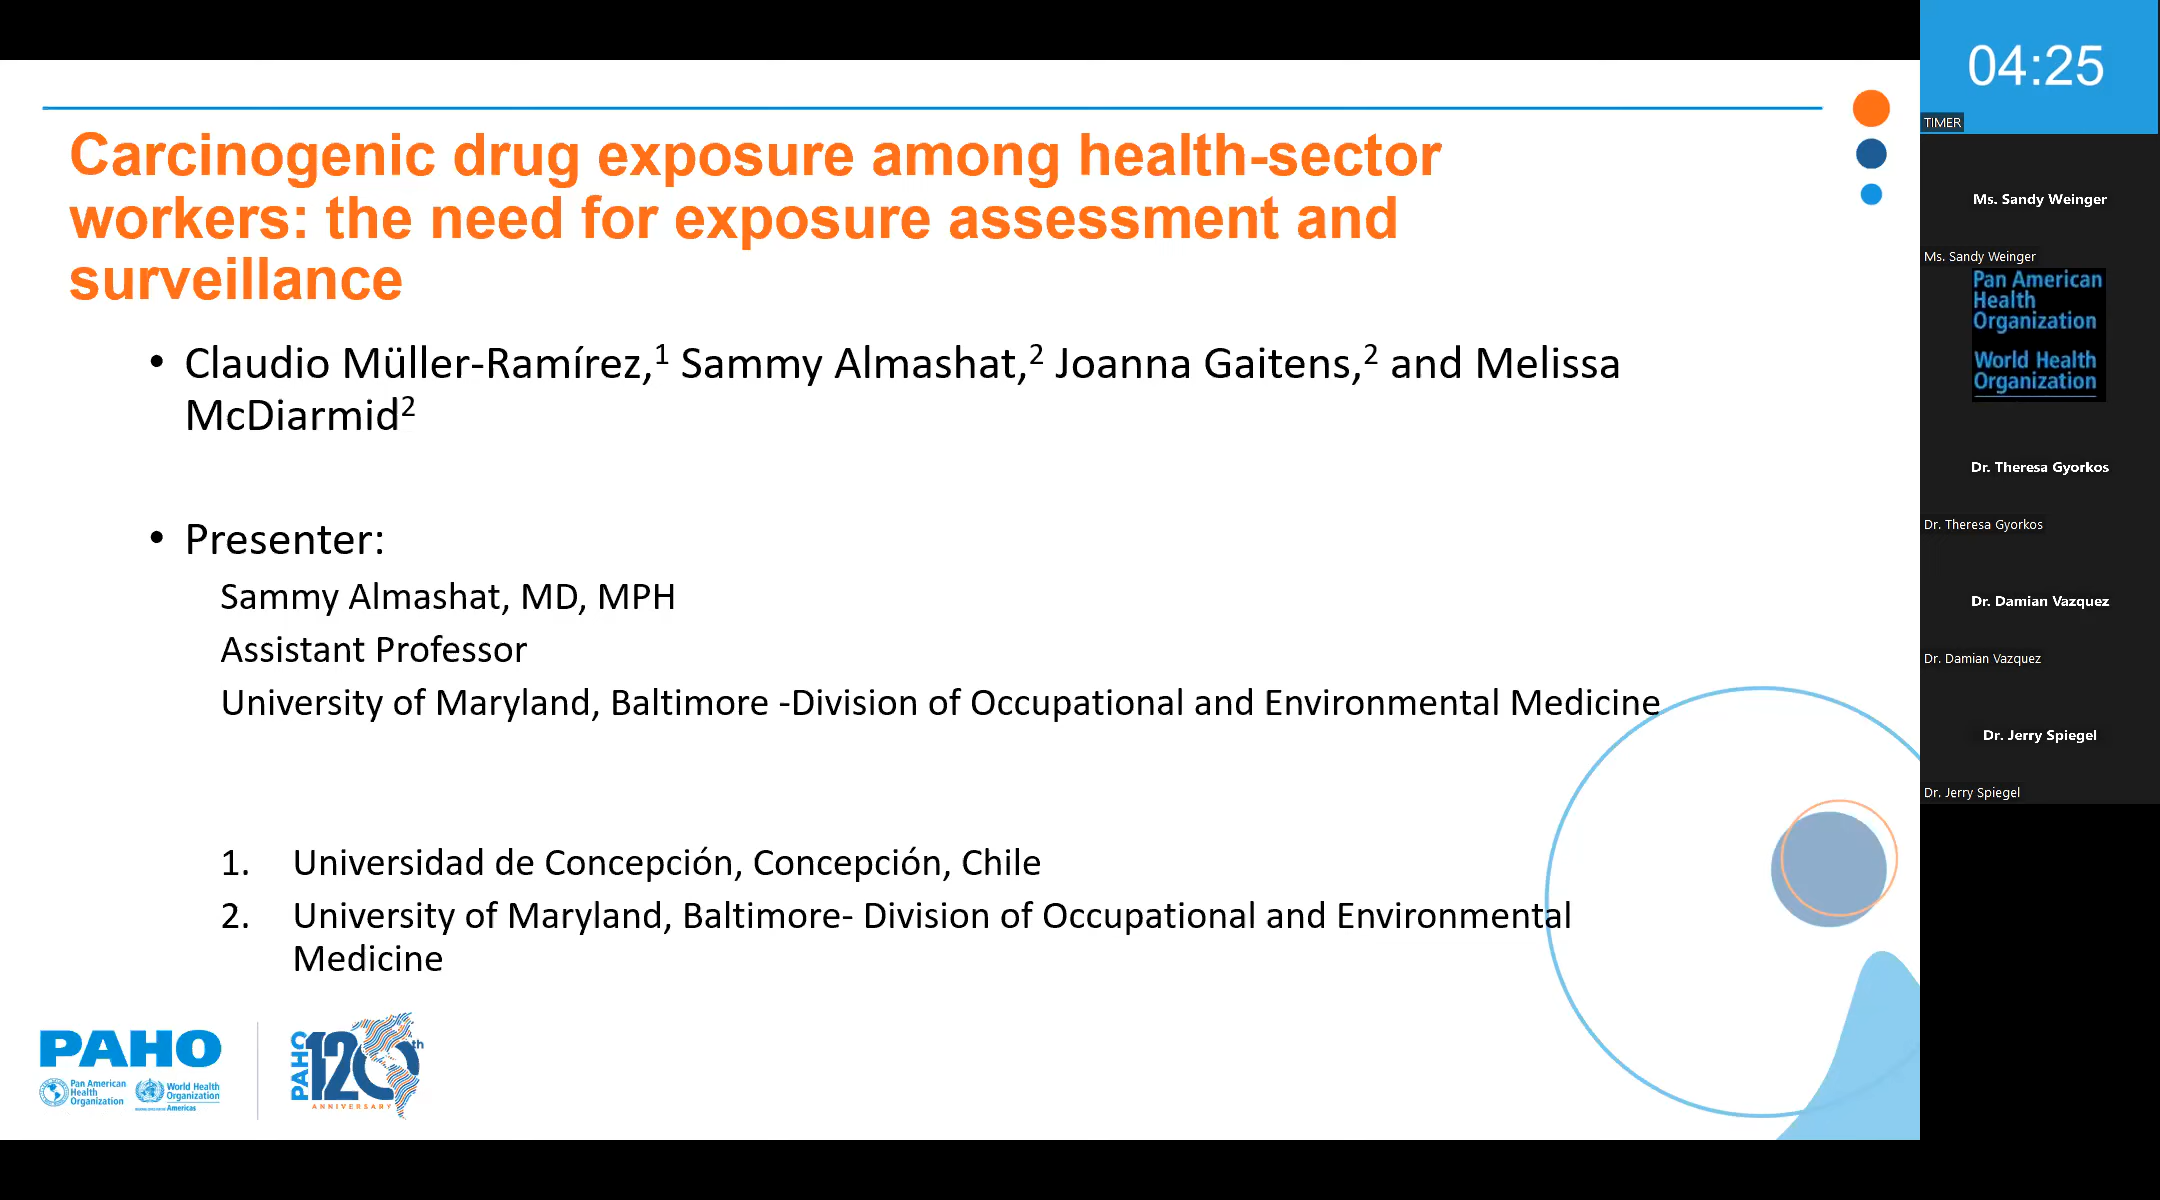 Carcinogenic drug exposure among health-sector
workers: the need for exposure assessment and
surveillance
• Claudio Müller-Ramírez,1 Sammy Almashat,2 Joanna Gaitens,2 and Melissa
McDiarmid2
• Presenter:
Sammy Almashat, MD, MPH
Assistant Professor
University of Maryland, Baltimore -Division of Occupational and Environmental Medicine
1. Universidad de Concepción, Concepción, Chile
2. University of Maryland, Baltimore- Division of Occupational and Environmental
Medicine
PAHO
Pan American
Health
Organization
World Health
Organization
Americas
PAHO
120th
ANNIVERSARY
04:25
TIMER
Ms. Sandy Weinger
Ms. Sandy Weinger
Pan American
Health
Organization
World Health
Organization
Dr. Theresa Gyorkos
Dr. Theresa Gyorkos
Dr. Damian Vazquez
Dr. Damian Vazquez
Dr. Jerry Spiegel
Dr. Jerry Spiegel